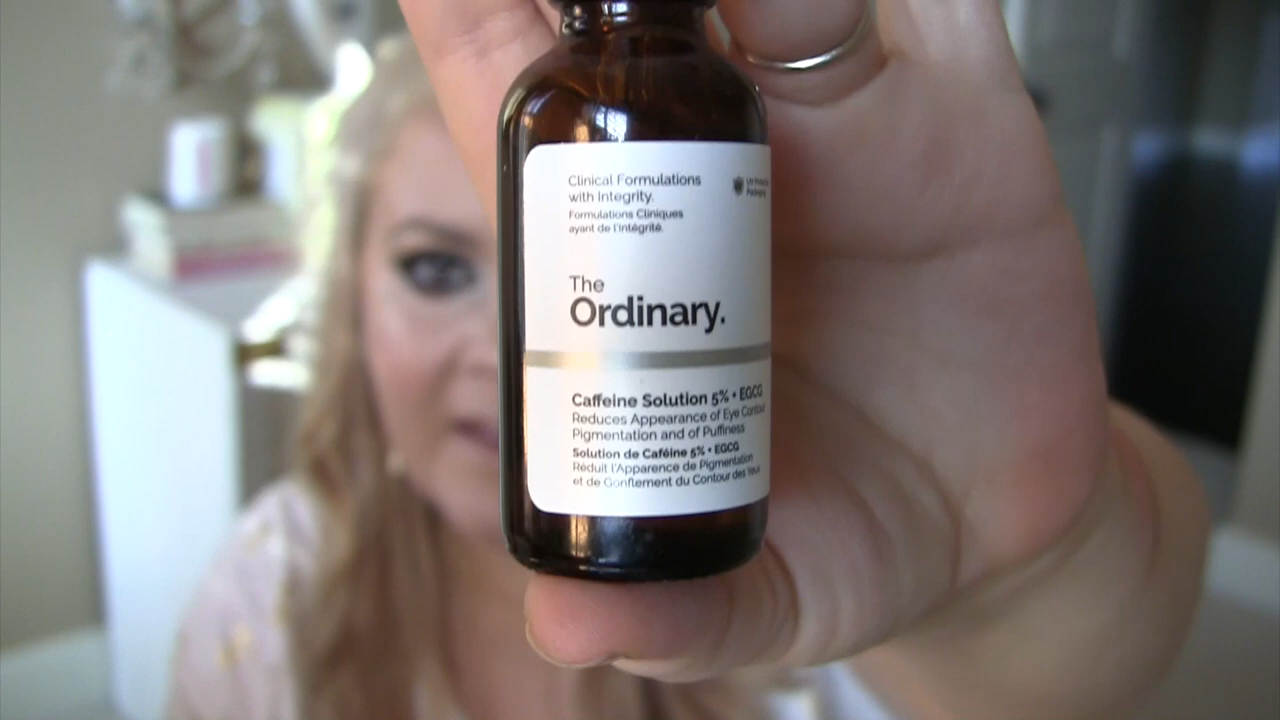 Clinical Formulations
with Integrity.
Formulations Cliniques
ayant de l'Intégrité.
UV
Packaging
The
Ordinary.
Caffeine Solution 5% + EGCG
Reduces Appearance of Eye Contour
Pigmentation and of Puffiness
Solution de Caféine 5% + EGCG
Réduit l'Apparence de Pigmentation
et de Gonflement du Contour des Yeux